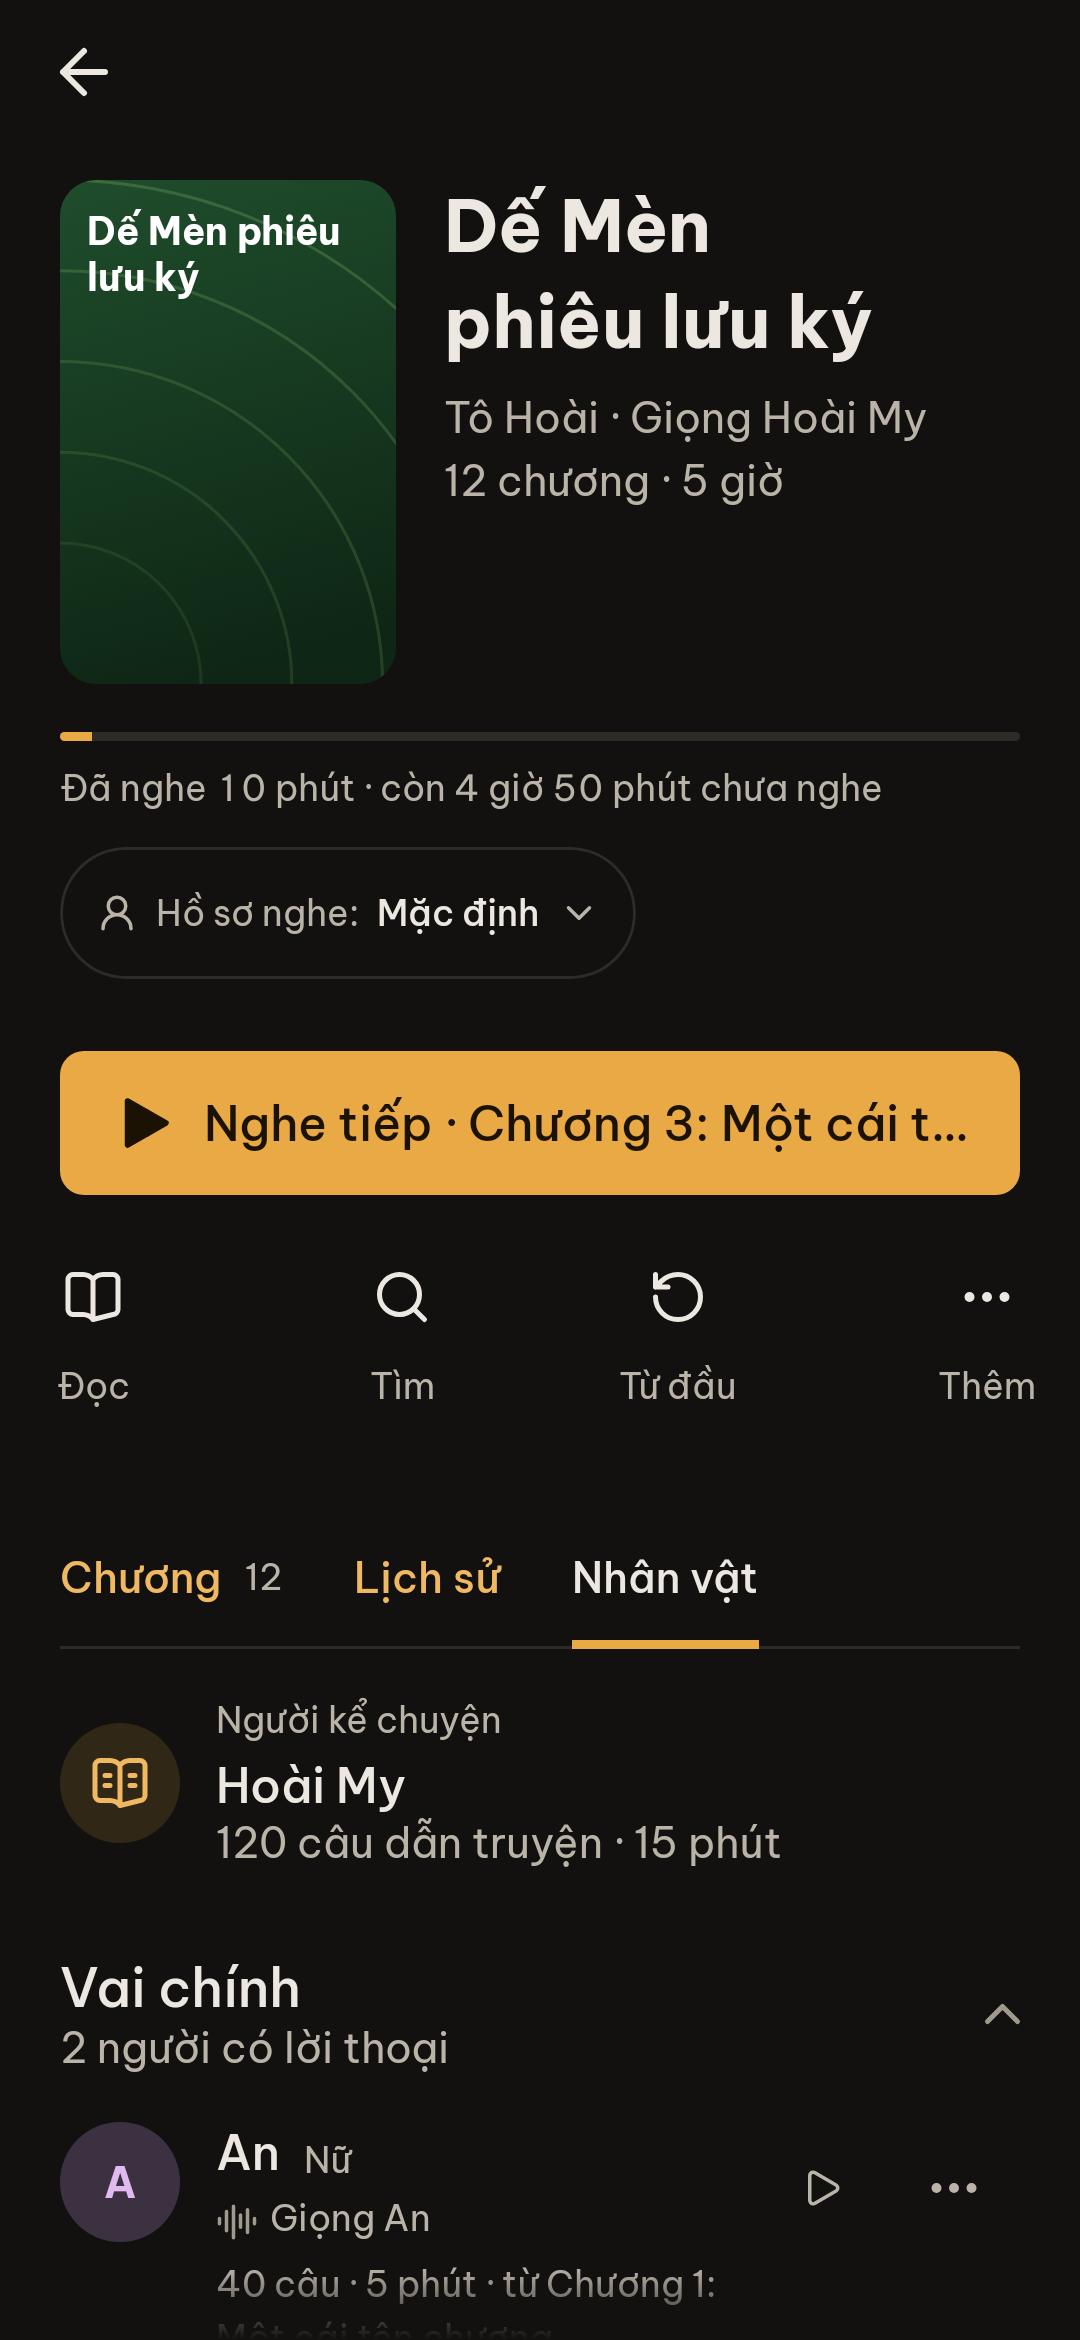 Dế Mèn phiêu
lưu ký
Dế Mèn
phiêu lưu ký
Tô Hoài · Giọng Hoài My
12 chương · 5 giờ
Đã nghe 10 phút · còn 4 giờ 50 phút chưa nghe
Hồ sơ nghe: Mặc định
Nghe tiếp · Chương 3: Một cái t...
Đọc
Tìm
Từ đầu
Thêm
Chương 12
Lịch sử
Nhân vật
Người kể chuyện
Hoài My
120 câu dẫn truyện · 15 phút
Vai chính
2 người có lời thoại
A
An Nữ
Giọng An
40 câu · 5 phút · từ Chương 1:
Một cái tên chương